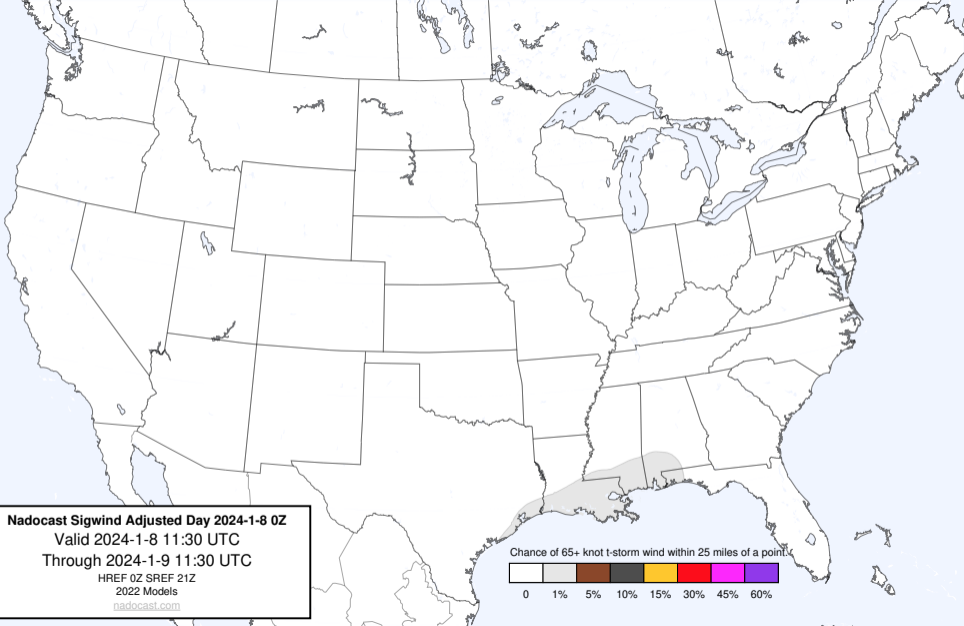 Nadocast Sigwind Adjusted Day 2024-1-8 0Z
Valid 2024-1-8 11:30 UTC
Through 2024-1-9 11:30 UTC
HREF 0Z SREF 21Z
2022 Models
nadocast.com
Chance of 65+ knot t-storm wind within 25 miles of a point.
0 1% 5% 10% 15% 30% 45% 60%